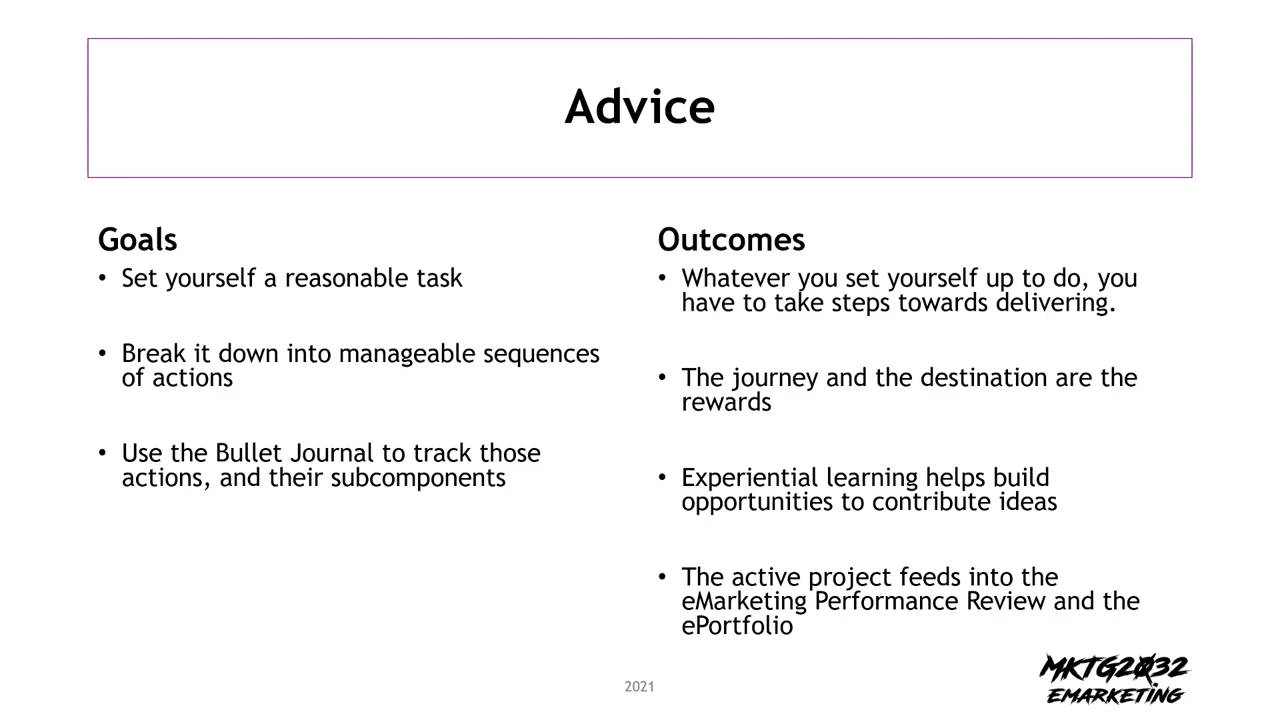 Advice
Goals
• Set yourself a reasonable task
• Break it down into manageable sequences
of actions
• Use the Bullet Journal to track those
actions, and their subcomponents
Outcomes
• Whatever you set yourself up to do, you
have to take steps towards delivering.
• The journey and the destination are the
rewards
• Experiential learning helps build
opportunities to contribute ideas
• The active project feeds into the
eMarketing Performance Review and the
ePortfolio
2021
MKTG2032
EMARKETING